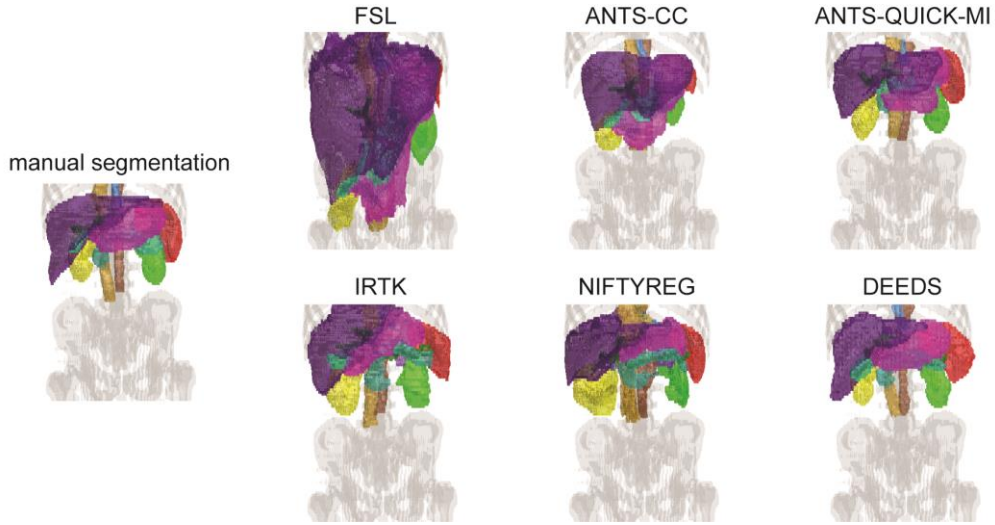 FSL
ANTS-CC
ANTS-QUICK-MI
manual segmentation
IRTK
NIFTYREG
DEEDS